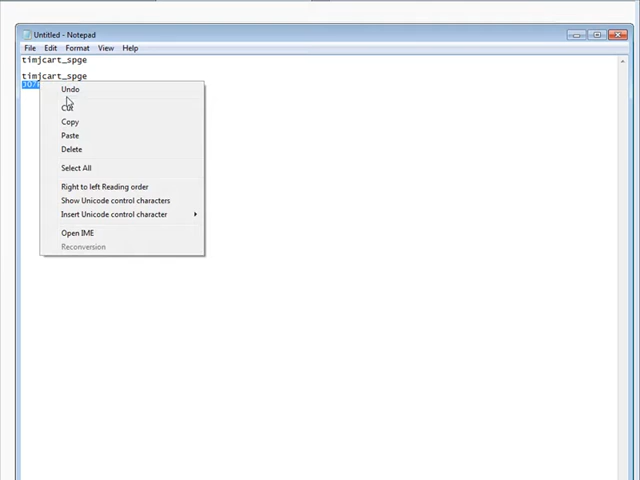 Untitled - Notepad
File Edit Format View Help
timjcart_spge
timjcart_spge
Undo
Cut
Copy
Paste
Delete
Select All
Right to left Reading order
Show Unicode control characters
Insert Unicode control character
Open IME
Reconversion